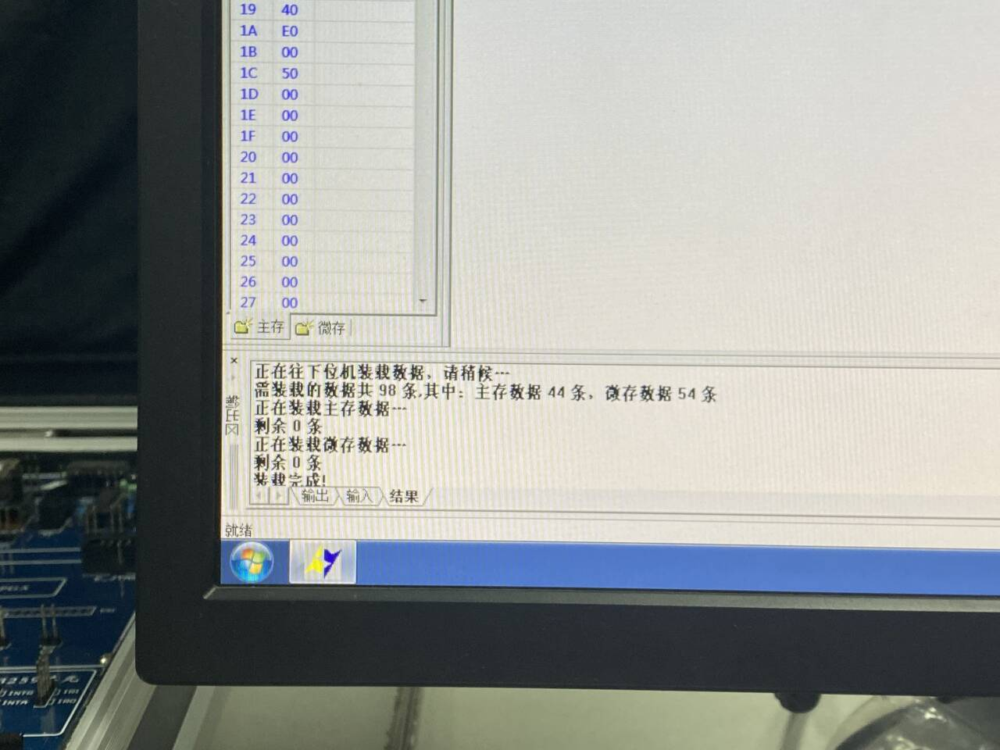 19 40
1A E0
1B 00
1C 50
1D 00
1E 00
1F 00
20 00
21 00
22 00
23 00
24 00
25 00
26 00
27 00
主存 微存
正在往下位机装载数据，请稍候…
需装载的数据共 98 条,其中：主存数据 44 条，微存数据 54 条
正在装载主存数据…
剩余 0 条
正在装载微存数据…
剩余 0 条
装载完成!
输出 输入 结果
就绪
INTR IR1
INTA IR0